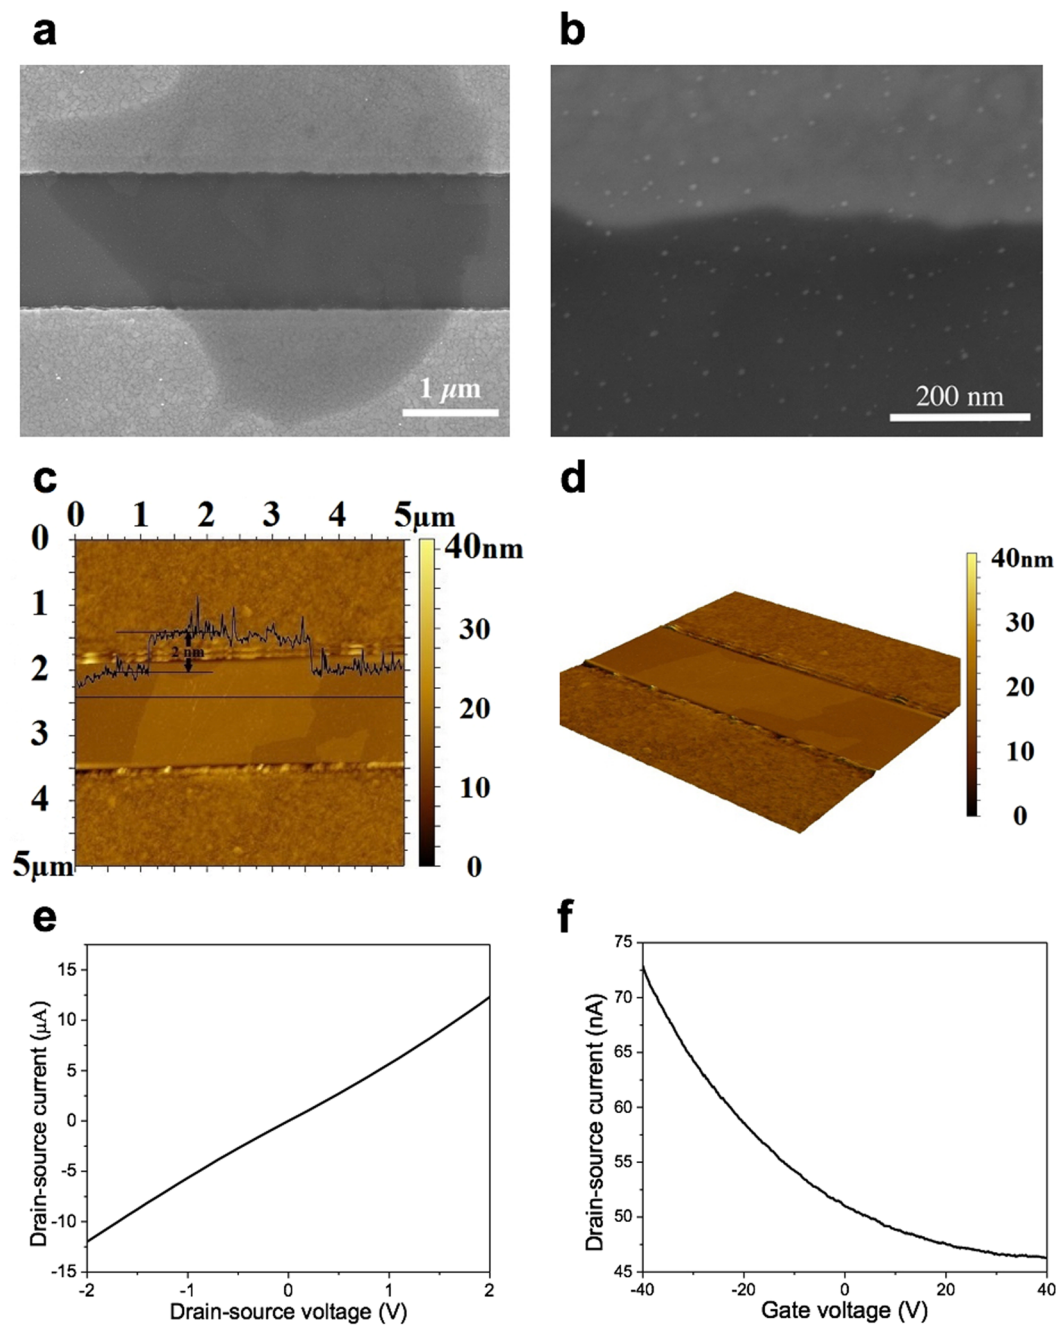 a
b
1 μm
200 nm
c
d
0 1 2 3 4 5μm
0
1
2
3
4
5μm
2 nm
40nm
30
20
10
0
40nm
30
20
10
0
e
f
Drain-source current (μA)
15
10
5
0
-5
-10
-15
-2 -1 0 1 2
Drain-source voltage (V)
Drain-source current (nA)
75
70
65
60
55
50
45
-40 -20 0 20 40
Gate voltage (V)